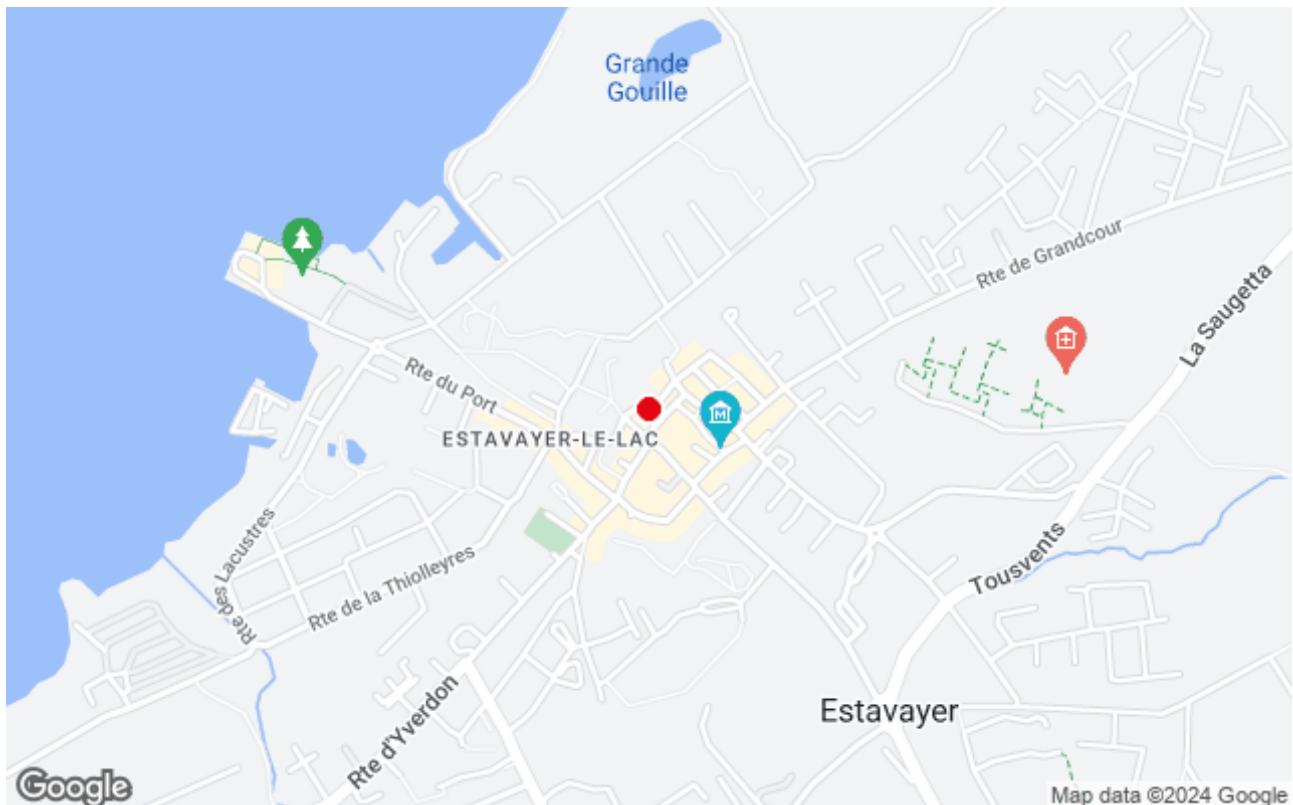 Grande
Gouille
Rte de Grandcour
La Saugetta
Rte du Port
M
ESTAVAYER-LE-LAC
Rte des Lacustres
Rte de la Thiolleyres
Tousvents
Rte d'Yverdon
Estavayer
Google
Map data ©2024 Google